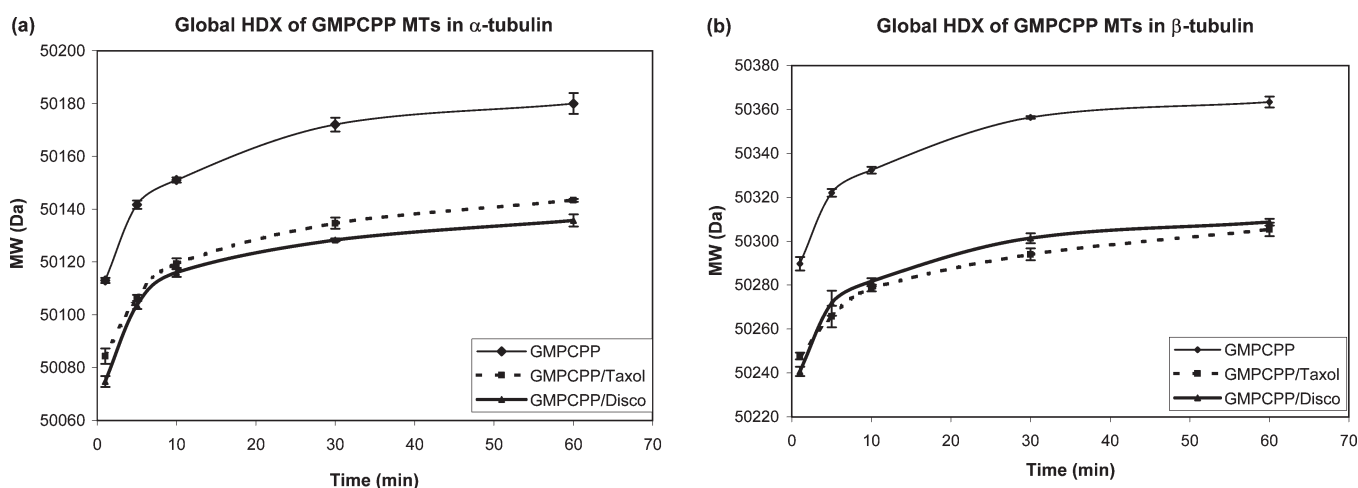 (a)
Global HDX of GMPCPP MTs in α-tubulin
50200
50180
50160
50140
50120
50100
50080
50060
MW (Da)
0 10 20 30 40 50 60 70
Time (min)
GMPCPP
GMPCPP/Taxol
GMPCPP/Disco
(b)
Global HDX of GMPCPP MTs in β-tubulin
50380
50360
50340
50320
50300
50280
50260
50240
50220
MW (Da)
0 10 20 30 40 50 60 70
Time (min)
GMPCPP
GMPCPP/Taxol
GMPCPP/Disco